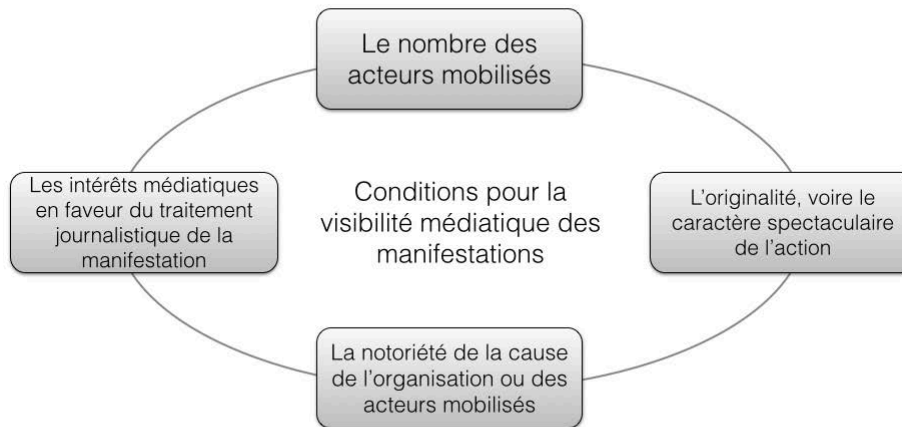 Le nombre des
acteurs mobilisés
Les intérêts médiatiques
en faveur du traitement
journalistique de la
manifestation
Conditions pour la
visibilité médiatique des
manifestations
L'originalité, voire le
caractère spectaculaire
de l'action
La notoriété de la cause
de l'organisation ou des
acteurs mobilisés